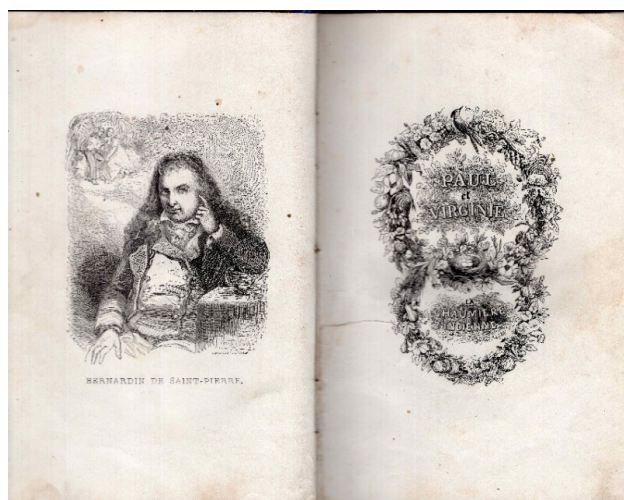 BERNARDIN DE SAINT-PIERRE.
PAUL
et
VIRGINIE
LA
CHAUMIÈRE
INDIENNE